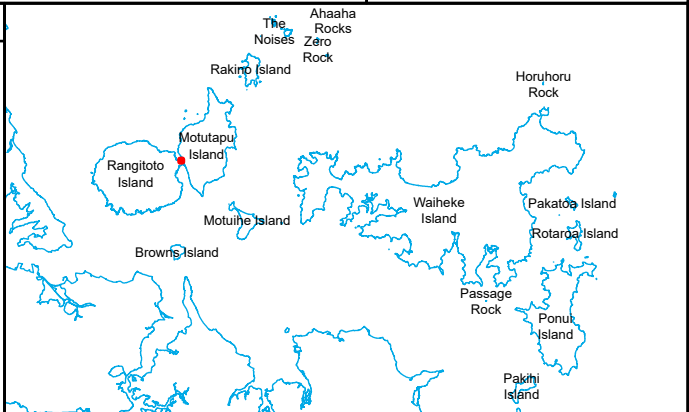 The
Noises
Ahaaha
Rocks
Zero
Rock
Rakino Island
Horuhoru
Rock
Motutapu
Island
Rangitoto
Island
Waiheke
Island
Pakatoa Island
Motuihe Island
Rotaroa Island
Browns Island
Passage
Rock
Ponui
Island
Pakihi
Island